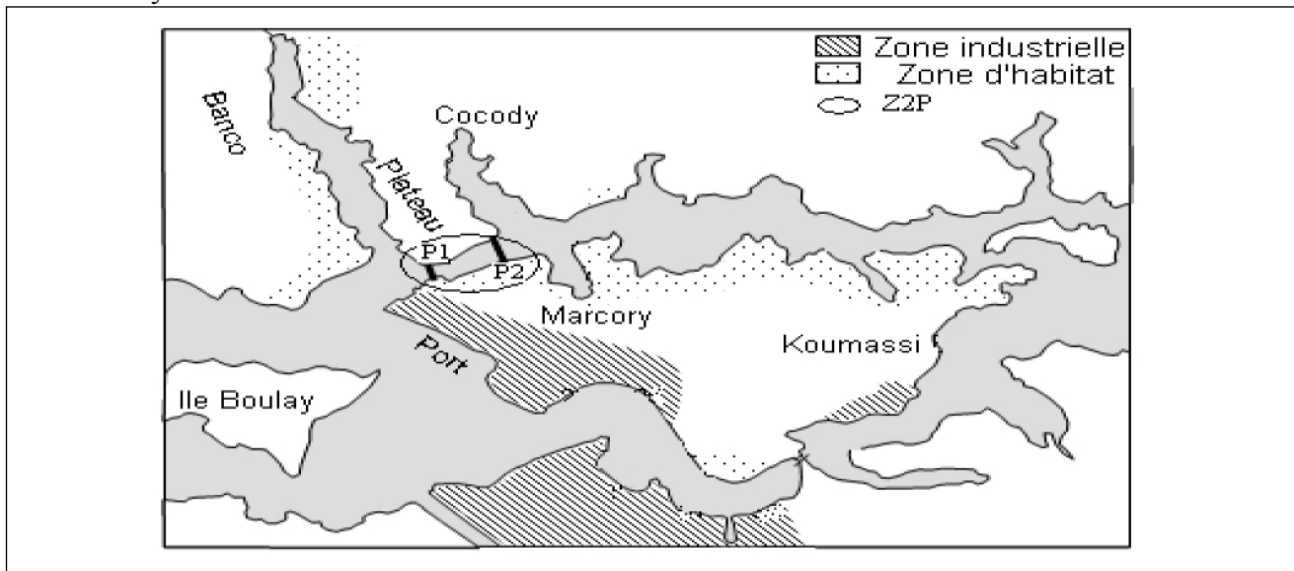 Zone industrielle
Zone d'habitat
Z2P
Banco
Cocody
Plateau
P1
P2
Marcory
Port
Koumassi
Ile Boulay